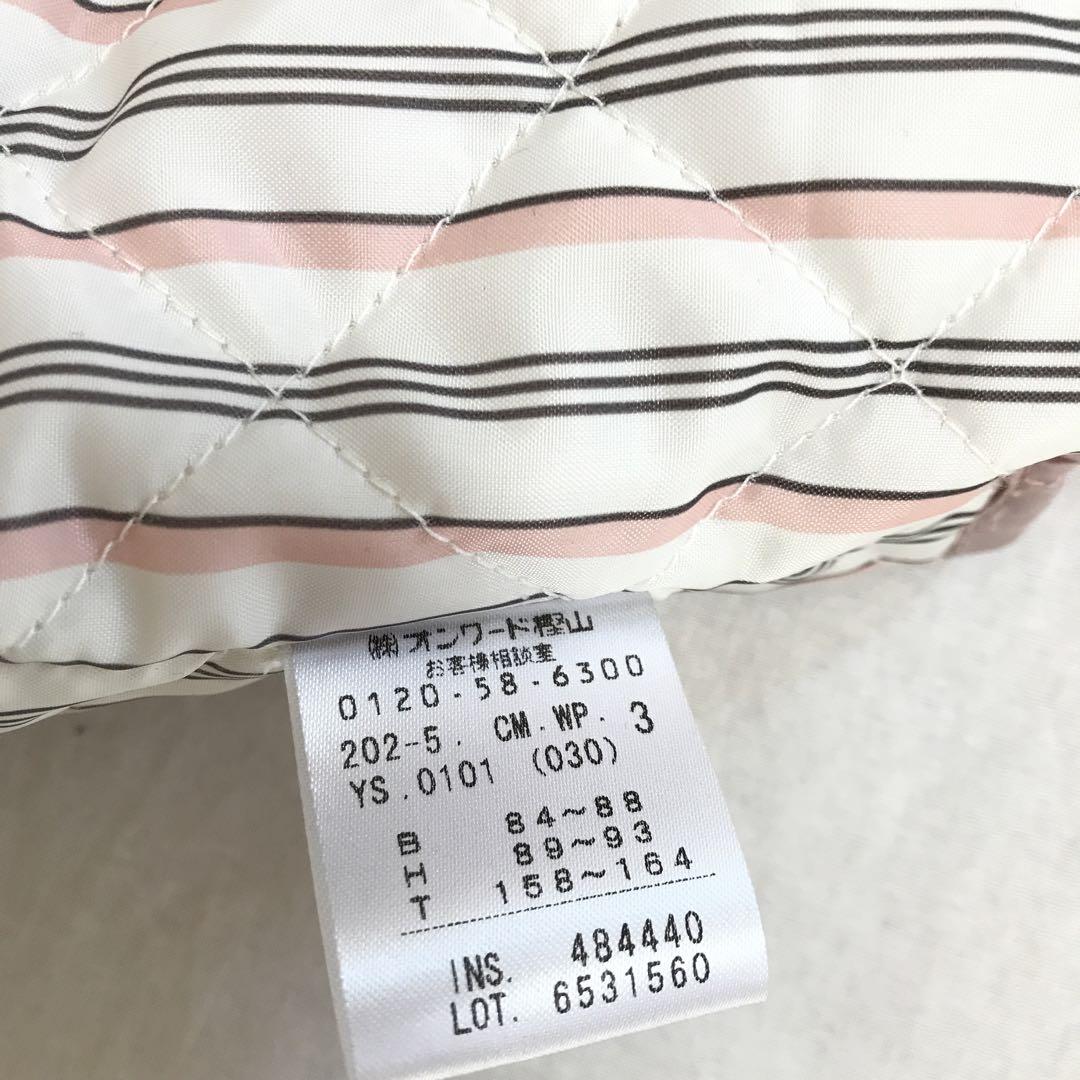 ㈱オンワード樫山
お客様相談室
0120-58-6300
202-5. CM.WP. 3
YS.0101 (030)
B 84～88
H 89～93
T 158～164
INS. 484440
LOT. 6531560